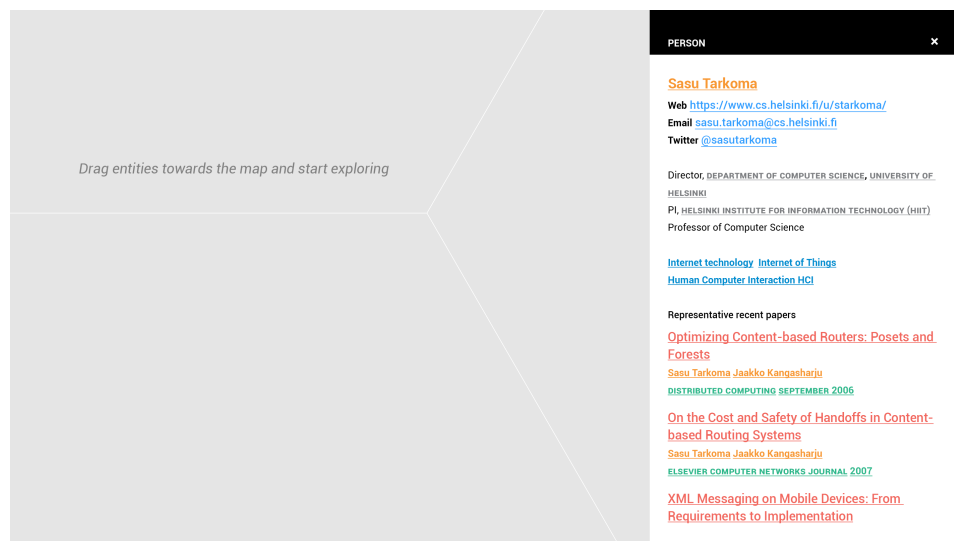 Drag entities towards the map and start exploring
PERSON ×
Sasu Tarkoma
Web https://www.cs.helsinki.fi/u/starkoma/
Email sasu.tarkoma@cs.helsinki.fi
Twitter @sasutarkoma
Director, DEPARTMENT OF COMPUTER SCIENCE, UNIVERSITY OF
HELSINKI
PI, HELSINKI INSTITUTE FOR INFORMATION TECHNOLOGY (HIIT)
Professor of Computer Science
Internet technology Internet of Things
Human Computer Interaction HCI
Representative recent papers
Optimizing Content-based Routers: Posets and
Forests
Sasu Tarkoma Jaakko Kangasharju
DISTRIBUTED COMPUTING SEPTEMBER 2006
On the Cost and Safety of Handoffs in Content-
based Routing Systems
Sasu Tarkoma Jaakko Kangasharju
ELSEVIER COMPUTER NETWORKS JOURNAL 2007
XML Messaging on Mobile Devices: From
Requirements to Implementation